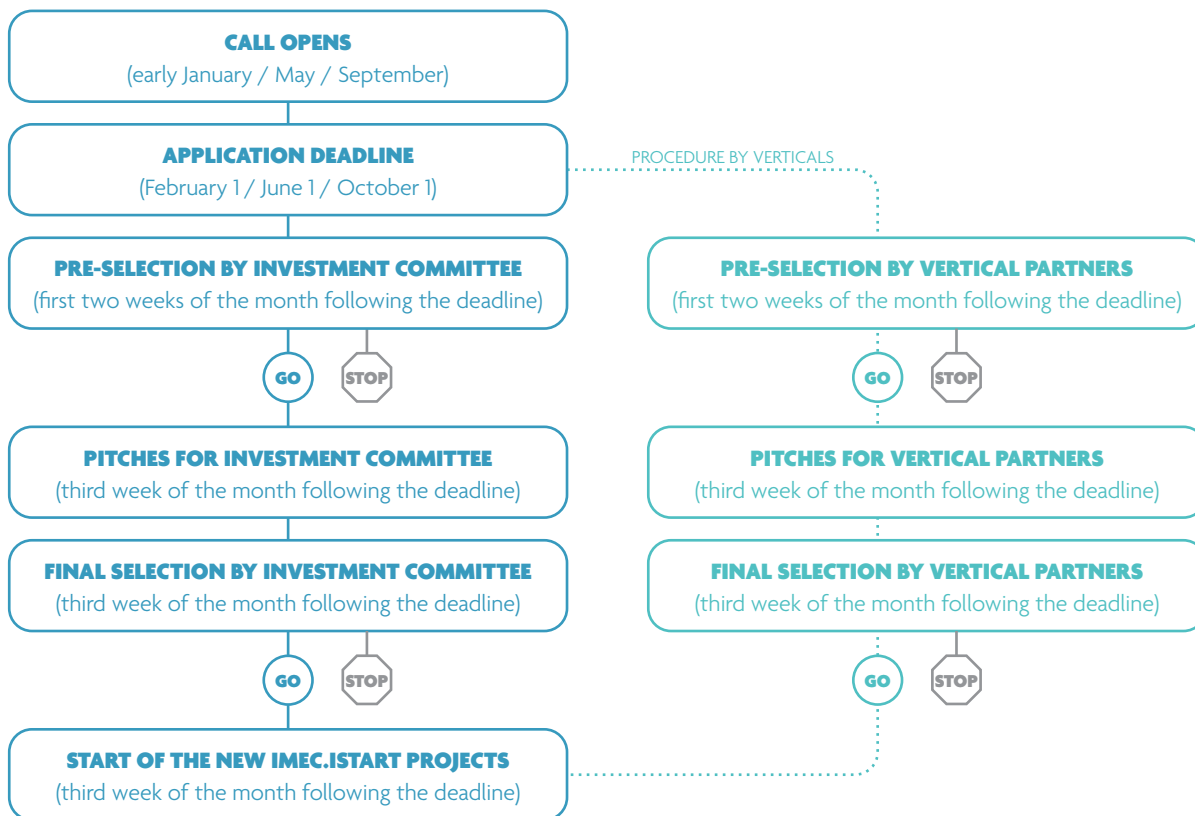 CALL OPENS
(early January / May / September)
APPLICATION DEADLINE
(February 1 / June 1 / October 1)
PROCEDURE BY VERTICALS
PRE-SELECTION BY INVESTMENT COMMITTEE
(first two weeks of the month following the deadline)
PRE-SELECTION BY VERTICAL PARTNERS
(first two weeks of the month following the deadline)
GO
STOP
GO
STOP
PITCHES FOR INVESTMENT COMMITTEE
(third week of the month following the deadline)
PITCHES FOR VERTICAL PARTNERS
(third week of the month following the deadline)
FINAL SELECTION BY INVESTMENT COMMITTEE
(third week of the month following the deadline)
FINAL SELECTION BY VERTICAL PARTNERS
(third week of the month following the deadline)
GO
STOP
GO
STOP
START OF THE NEW IMEC.ISTART PROJECTS
(third week of the month following the deadline)